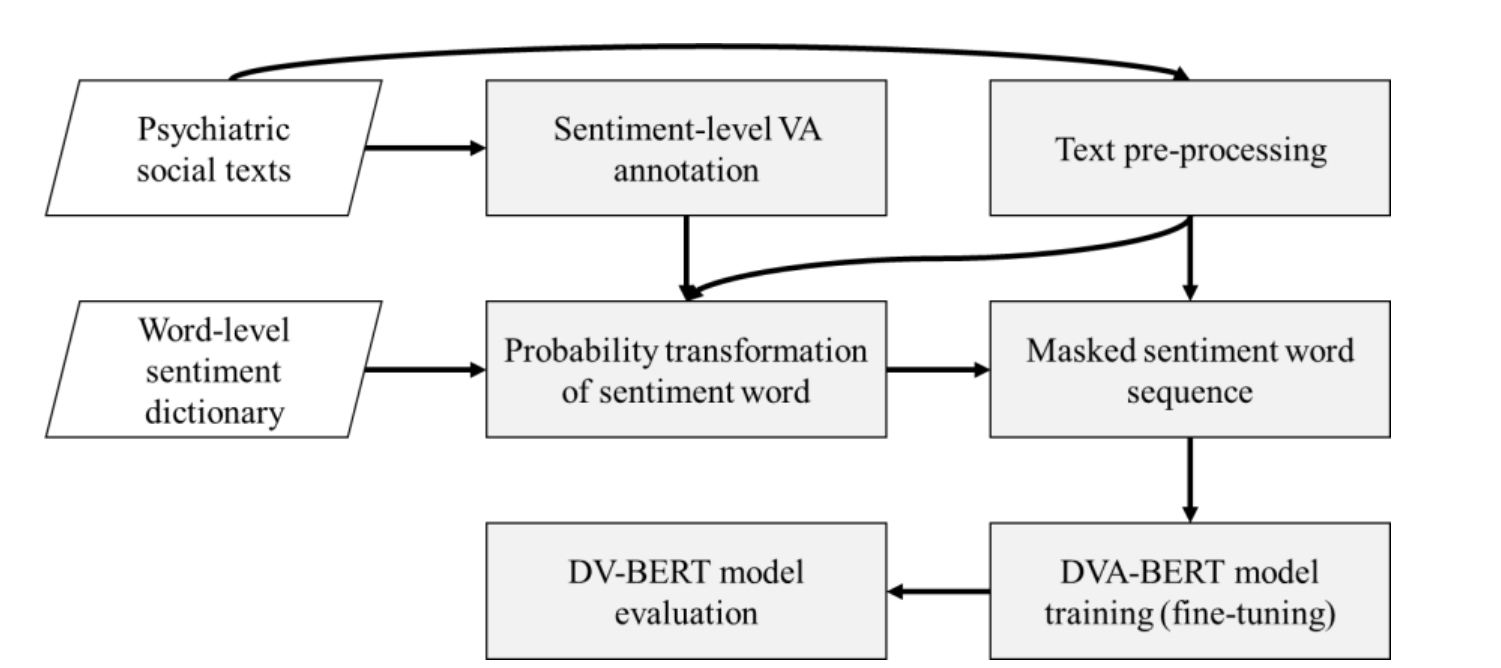 Psychiatric
social texts
Sentiment-level VA
annotation
Text pre-processing
Word-level
sentiment
dictionary
Probability transformation
of sentiment word
Masked sentiment word
sequence
DV-BERT model
evaluation
DVA-BERT model
training (fine-tuning)